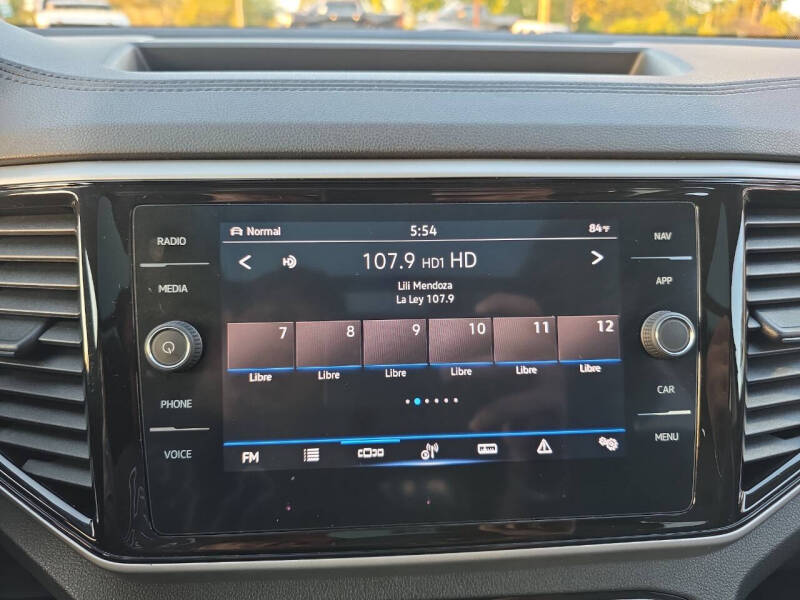 RADIO
MEDIA
PHONE
VOICE
Normal 5:54 84°F
107.9 HD1 HD
Lili Mendoza
La Ley 107.9
7 8 9 10 11 12
Libre Libre Libre Libre Libre Libre
FM
NAV
APP
CAR
MENU